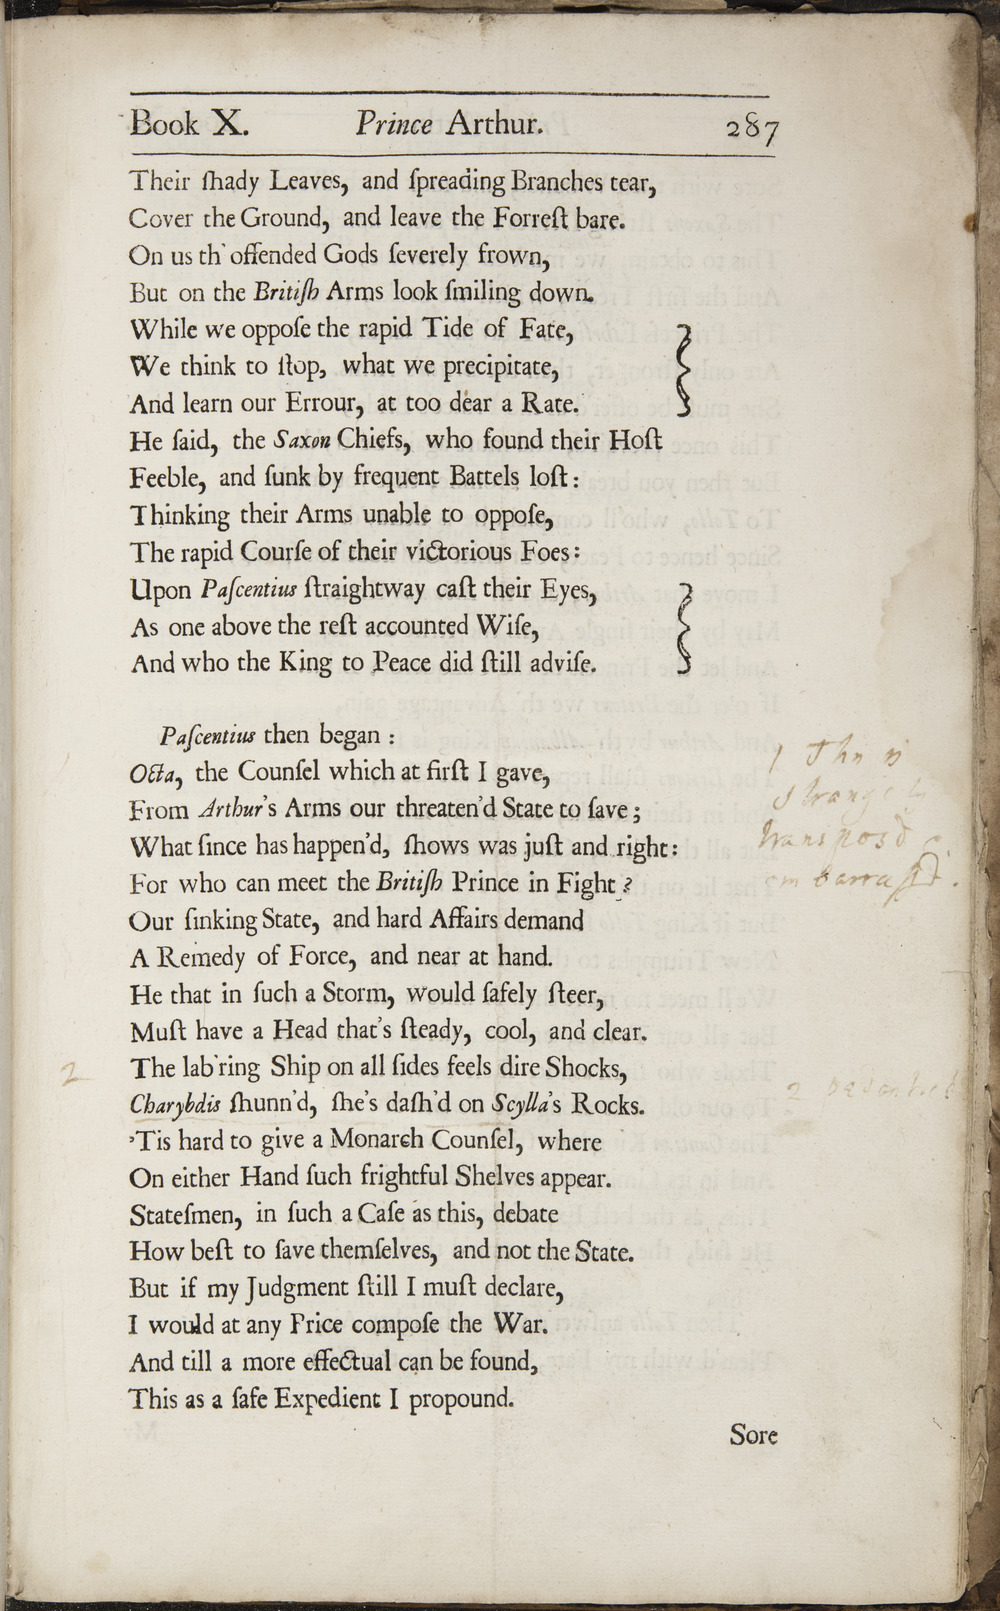 Book X. Prince Arthur. 287
Their ſhady Leaves, and ſpreading Branches tear,
Cover the Ground, and leave the Forreſt bare.
On us th' offended Gods ſeverely frown,
But on the Britiſh Arms look ſmiling down.
While we oppoſe the rapid Tide of Fate,
We think to ſtop, what we precipitate,
And learn our Errour, at too dear a Rate.
He ſaid, the Saxon Chiefs, who found their Hoſt
Feeble, and ſunk by frequent Battels loſt:
Thinking their Arms unable to oppoſe,
The rapid Courſe of their victorious Foes:
Upon Paſcentius ſtraightway caſt their Eyes,
As one above the reſt accounted Wiſe,
And who the King to Peace did ſtill adviſe.
Paſcentius then began:
Octa, the Counſel which at firſt I gave,
From Arthur's Arms our threaten'd State to ſave;
What ſince has happen'd, ſhows was juſt and right:
For who can meet the Britiſh Prince in Fight?
Our ſinking State, and hard Affairs demand
A Remedy of Force, and near at hand.
He that in ſuch a Storm, would ſafely ſteer,
Muſt have a Head that's ſteady, cool, and clear.
The lab'ring Ship on all ſides feels dire Shocks,
Charybdis ſhunn'd, ſhe's daſh'd on Scylla's Rocks.
'Tis hard to give a Monarch Counſel, where
On either Hand ſuch frightful Shelves appear.
Stateſmen, in ſuch a Caſe as this, debate
How beſt to ſave themſelves, and not the State.
But if my Judgment ſtill I muſt declare,
I would at any Price compoſe the War.
And till a more effectual can be found,
This as a ſafe Expedient I propound.
Sore
1 This is
strangely
transpos'd
2
2